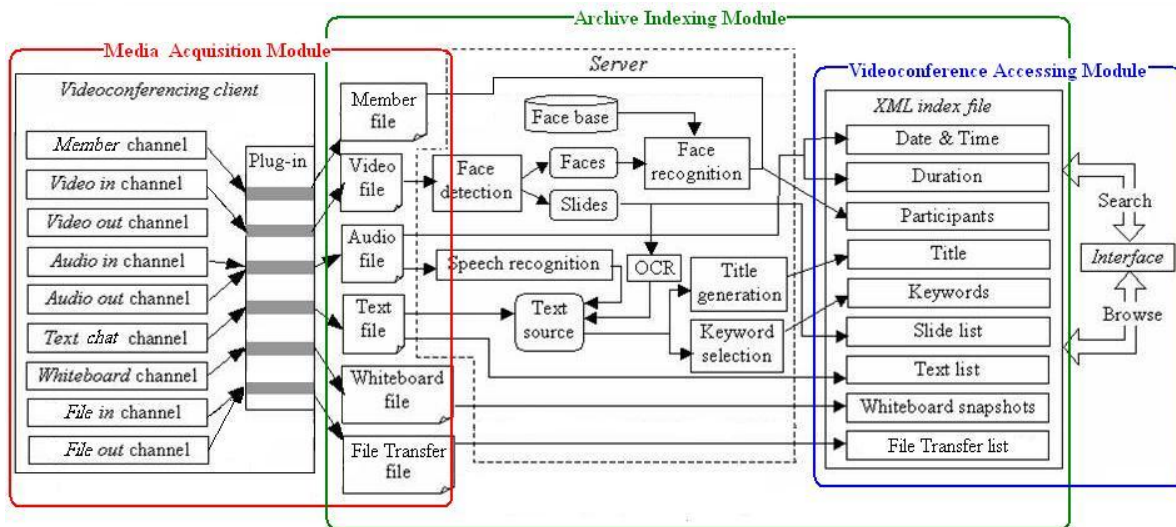 Archive Indexing Module
Media Acquisition Module
Videoconferencing client
Member channel
Video in channel
Video out channel
Audio in channel
Audio out channel
Text chat channel
Whiteboard channel
File in channel
File out channel
Plug-in
Member
file
Video
file
Audio
file
Text
file
Whiteboard
file
File Transfer
file
Server
Face base
Face
detection
Faces
Slides
Face
recognition
Speech recognition
OCR
Text
source
Title
generation
Keyword
selection
Videoconference Accessing Module
XML index file
Date & Time
Duration
Participants
Title
Keywords
Slide list
Text list
Whiteboard snapshots
File Transfer list
Search
Interface
Browse